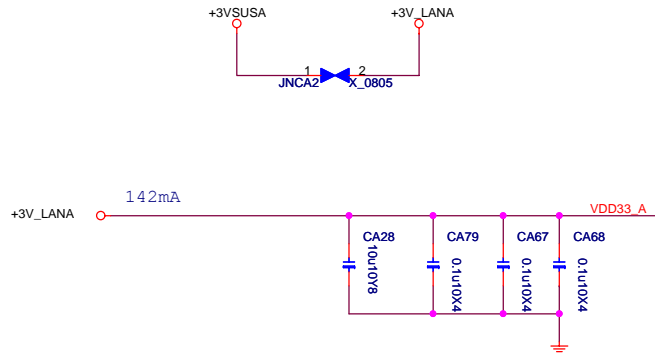 +3VSUSA
+3V_LANA
1
2
JNCA2
X_0805
142mA
+3V_LANA
VDD33_A
CA28
CA79
CA67
CA68
10u10Y8
0.1u10X4
0.1u10X4
0.1u10X4